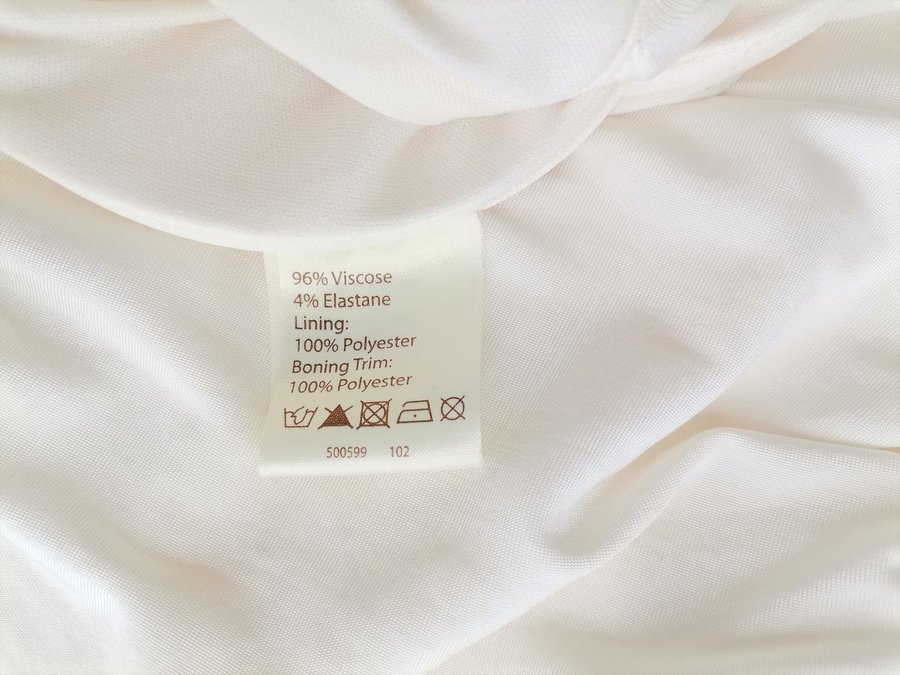 96% Viscose
4% Elastane
Lining:
100% Polyester
Boning Trim:
100% Polyester
500599 102